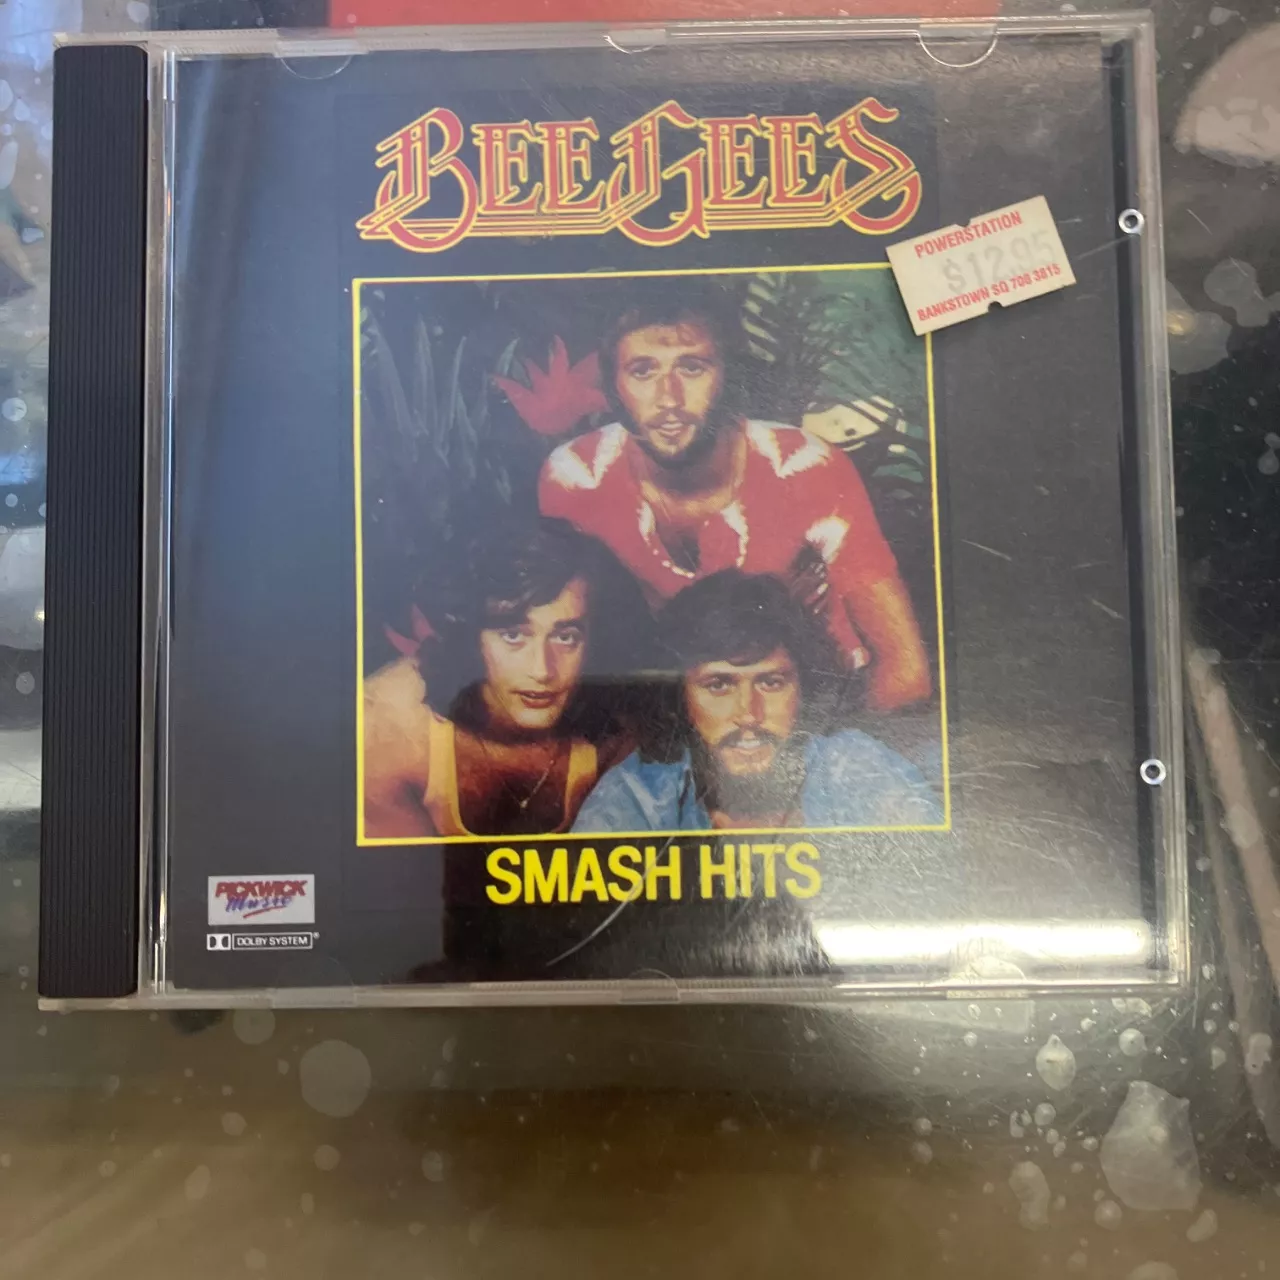 BEE GEES
POWERSTATION
$12.95
BANKSTOWN SQ 708 3815
SMASH HITS
PICKWICK
Music
DOLBY SYSTEM®